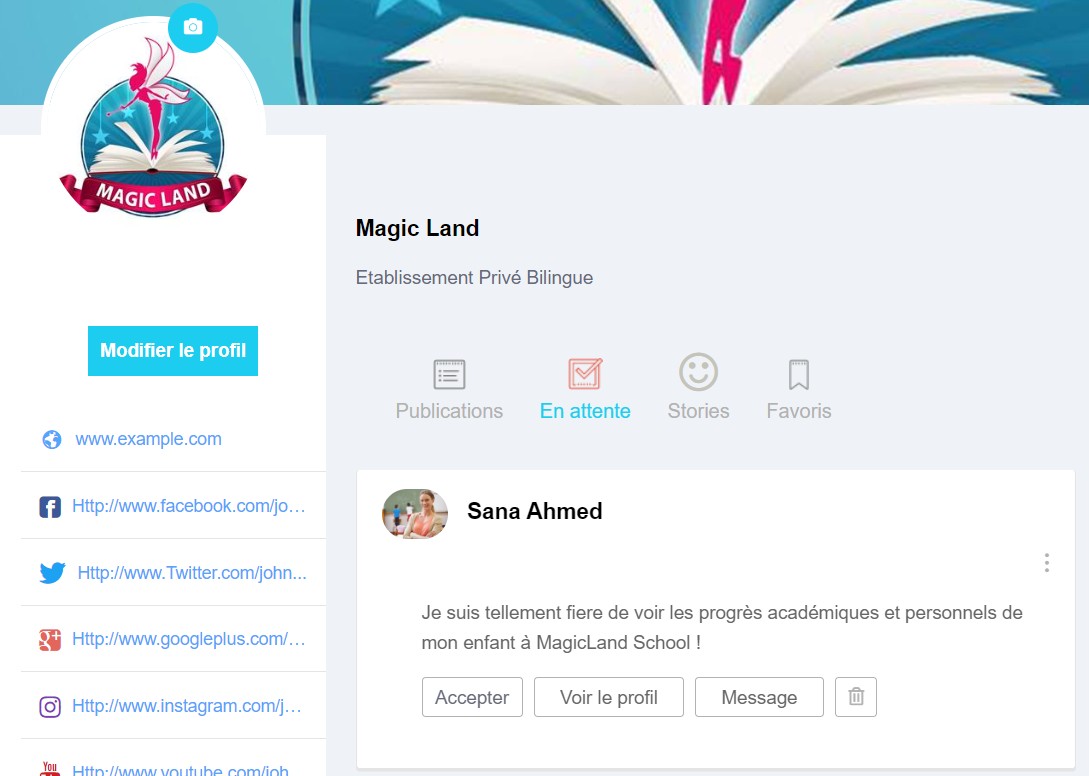 MAGIC LAND
Modifier le profil
www.example.com
Http://www.facebook.com/jo...
Http://www.Twitter.com/john...
Http://www.googleplus.com/...
Http://www.instagram.com/j...
You
Http://www.youtube.com/joh
Magic Land
Etablissement Privé Bilingue
Publications
En attente
Stories
Favoris
Sana Ahmed
Je suis tellement fiere de voir les progrès académiques et personnels de
mon enfant à MagicLand School !
Accepter
Voir le profil
Message